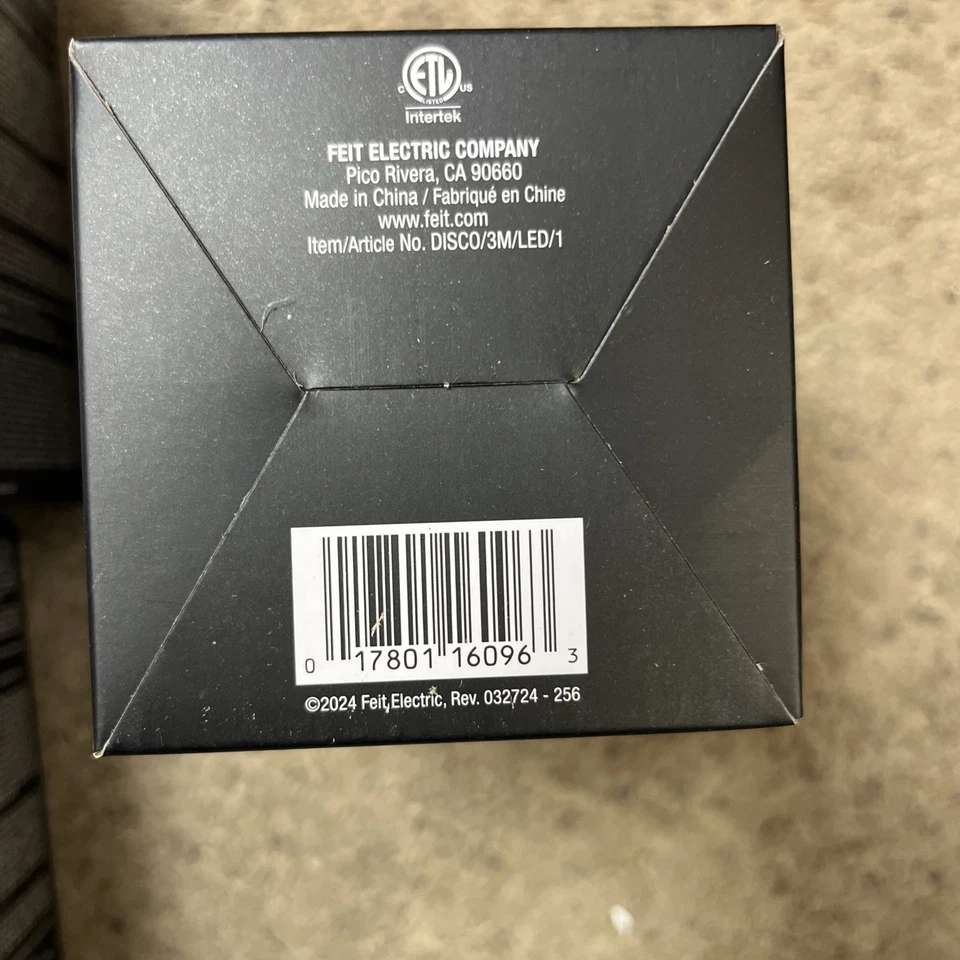 ETL
C LISTED US
Intertek
FEIT ELECTRIC COMPANY
Pico Rivera, CA 90660
Made in China / Fabriqué en Chine
www.feit.com
Item/Article No. DISCO/3M/LED/1
0 17801 16096 3
©2024 Feit Electric, Rev. 032724 - 256